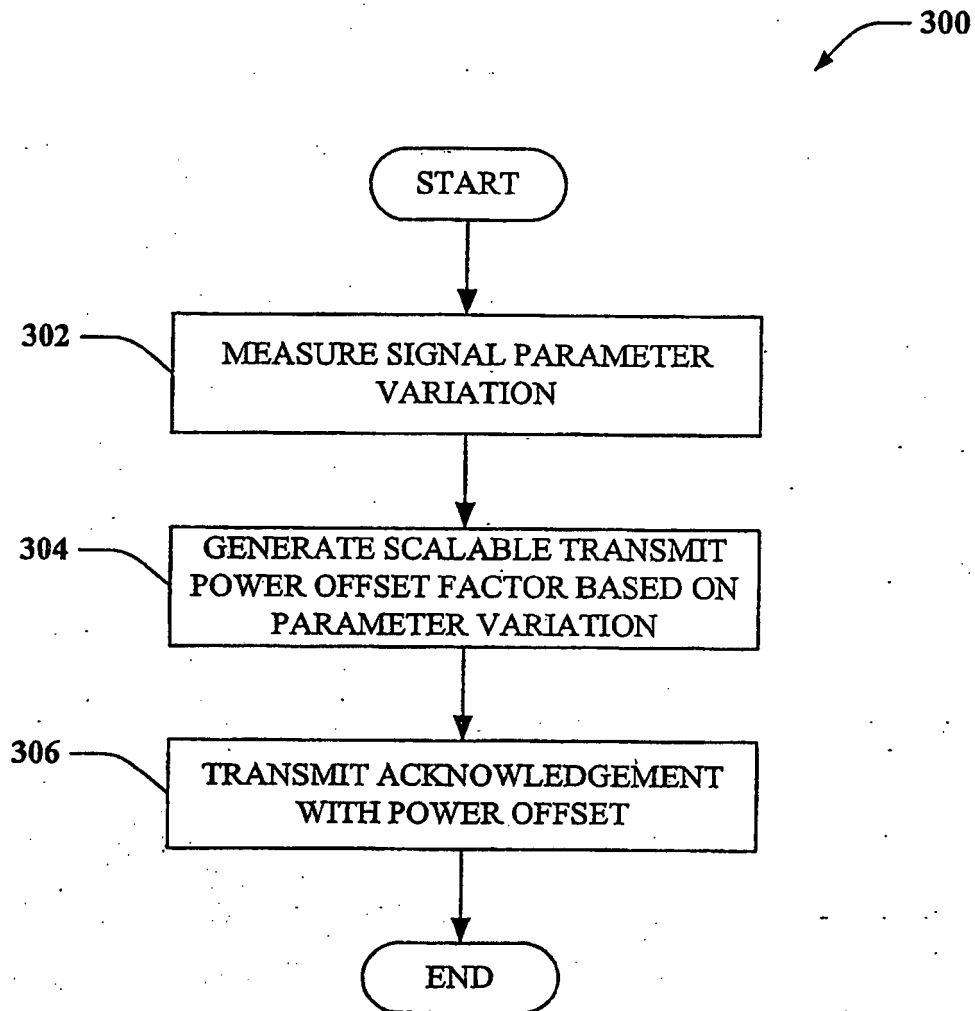 300
START
302
MEASURE SIGNAL PARAMETER
VARIATION
304
GENERATE SCALABLE TRANSMIT
POWER OFFSET FACTOR BASED ON
PARAMETER VARIATION
306
TRANSMIT ACKNOWLEDGEMENT
WITH POWER OFFSET
END